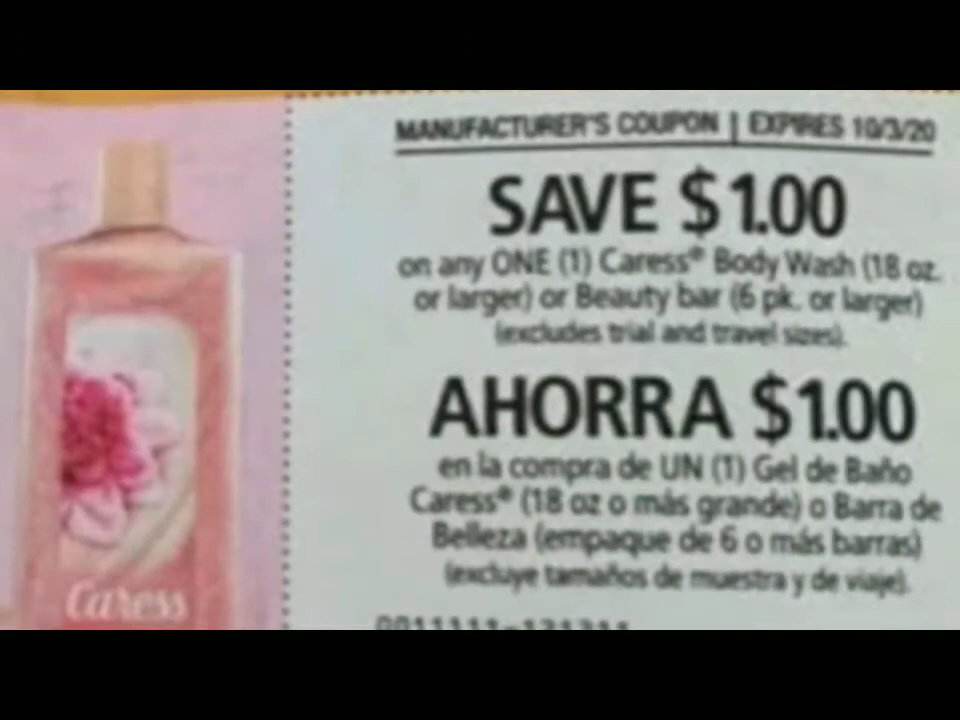 MANUFACTURER'S COUPON | EXPIRES 10/3/20
SAVE $1.00
on any ONE (1) Caress® Body Wash (18 oz.
or larger) or Beauty bar (6 pk. or larger)
(excludes trial and travel sizes).
AHORRA $1.00
en la compra de UN (1) Gel de Baño
Caress® (18 oz o más grande) o Barra de
Belleza (empaque de 6 o más barras)
(excluye tamaños de muestra y de viaje).
Caress